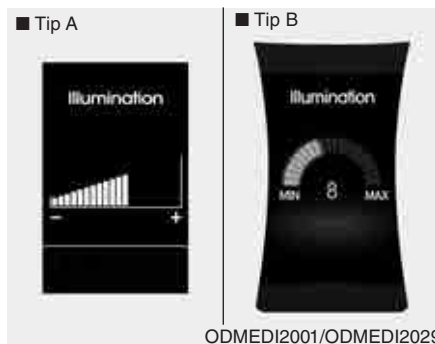 ■ Tip A
Illumination
− +
■ Tip B
Illumination
MIN 8 MAX
ODMEDI2001/ODMEDI2029